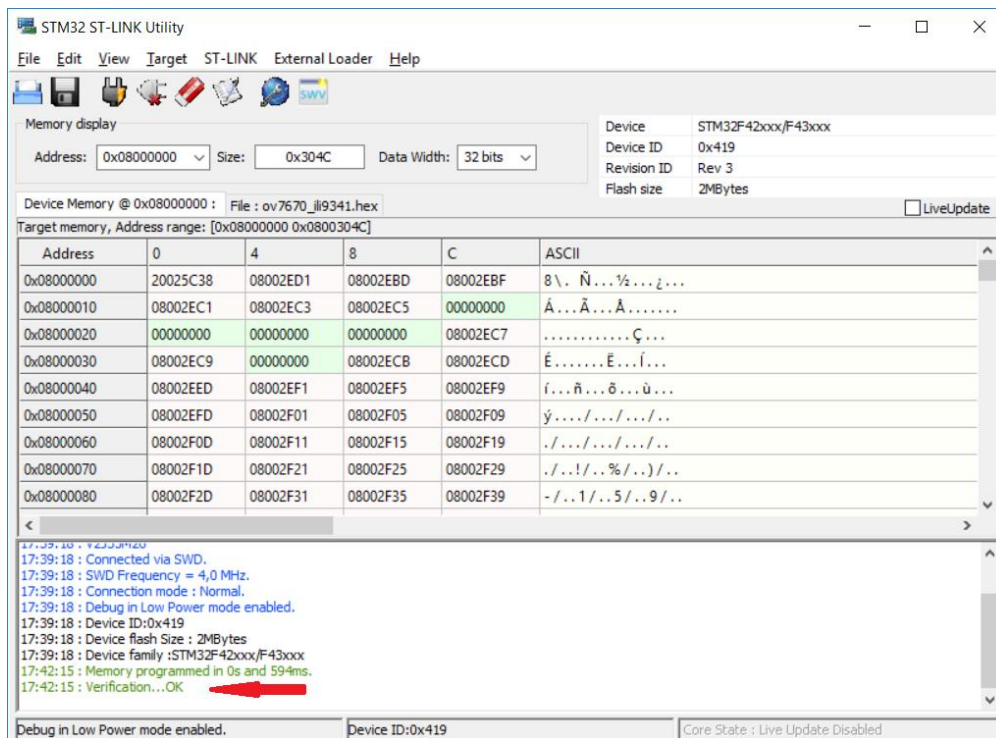 STM32 ST-LINK Utility
File Edit View Target ST-LINK External Loader Help
SWV
Memory display
Address: 0x08000000 Size: 0x304C Data Width: 32 bits
Device STM32F42xxx/F43xxx
Device ID 0x419
Revision ID Rev 3
Flash size 2MBytes
Device Memory @ 0x08000000 : File : ov7670_ili9341.hex
LiveUpdate
Target memory, Address range: [0x08000000 0x0800304C]
Address 0 4 8 C ASCII
0x08000000 20025C38 08002ED1 08002EBD 08002EBF 8\. Ñ...½...¿...
0x08000010 08002EC1 08002EC3 08002EC5 00000000 Á...Ã...Å.......
0x08000020 00000000 00000000 00000000 08002EC7 ............Ç...
0x08000030 08002EC9 00000000 08002ECB 08002ECD É.......Ë...Í...
0x08000040 08002EED 08002EF1 08002EF5 08002EF9 í...ñ...õ...ù...
0x08000050 08002EFD 08002F01 08002F05 08002F09 ý..../.../.../..
0x08000060 08002F0D 08002F11 08002F15 08002F19 ./.../.../.../..
0x08000070 08002F1D 08002F21 08002F25 08002F29 ./..!/..%/..)/..
0x08000080 08002F2D 08002F31 08002F35 08002F39 -/..1/..5/..9/..
17:39:18 : Connected via SWD.
17:39:18 : SWD Frequency = 4,0 MHz.
17:39:18 : Connection mode : Normal.
17:39:18 : Debug in Low Power mode enabled.
17:39:18 : Device ID:0x419
17:39:18 : Device flash Size : 2MBytes
17:39:18 : Device family :STM32F42xxx/F43xxx
17:42:15 : Memory programmed in 0s and 594ms.
17:42:15 : Verification...OK
Debug in Low Power mode enabled. Device ID:0x419 Core State : Live Update Disabled